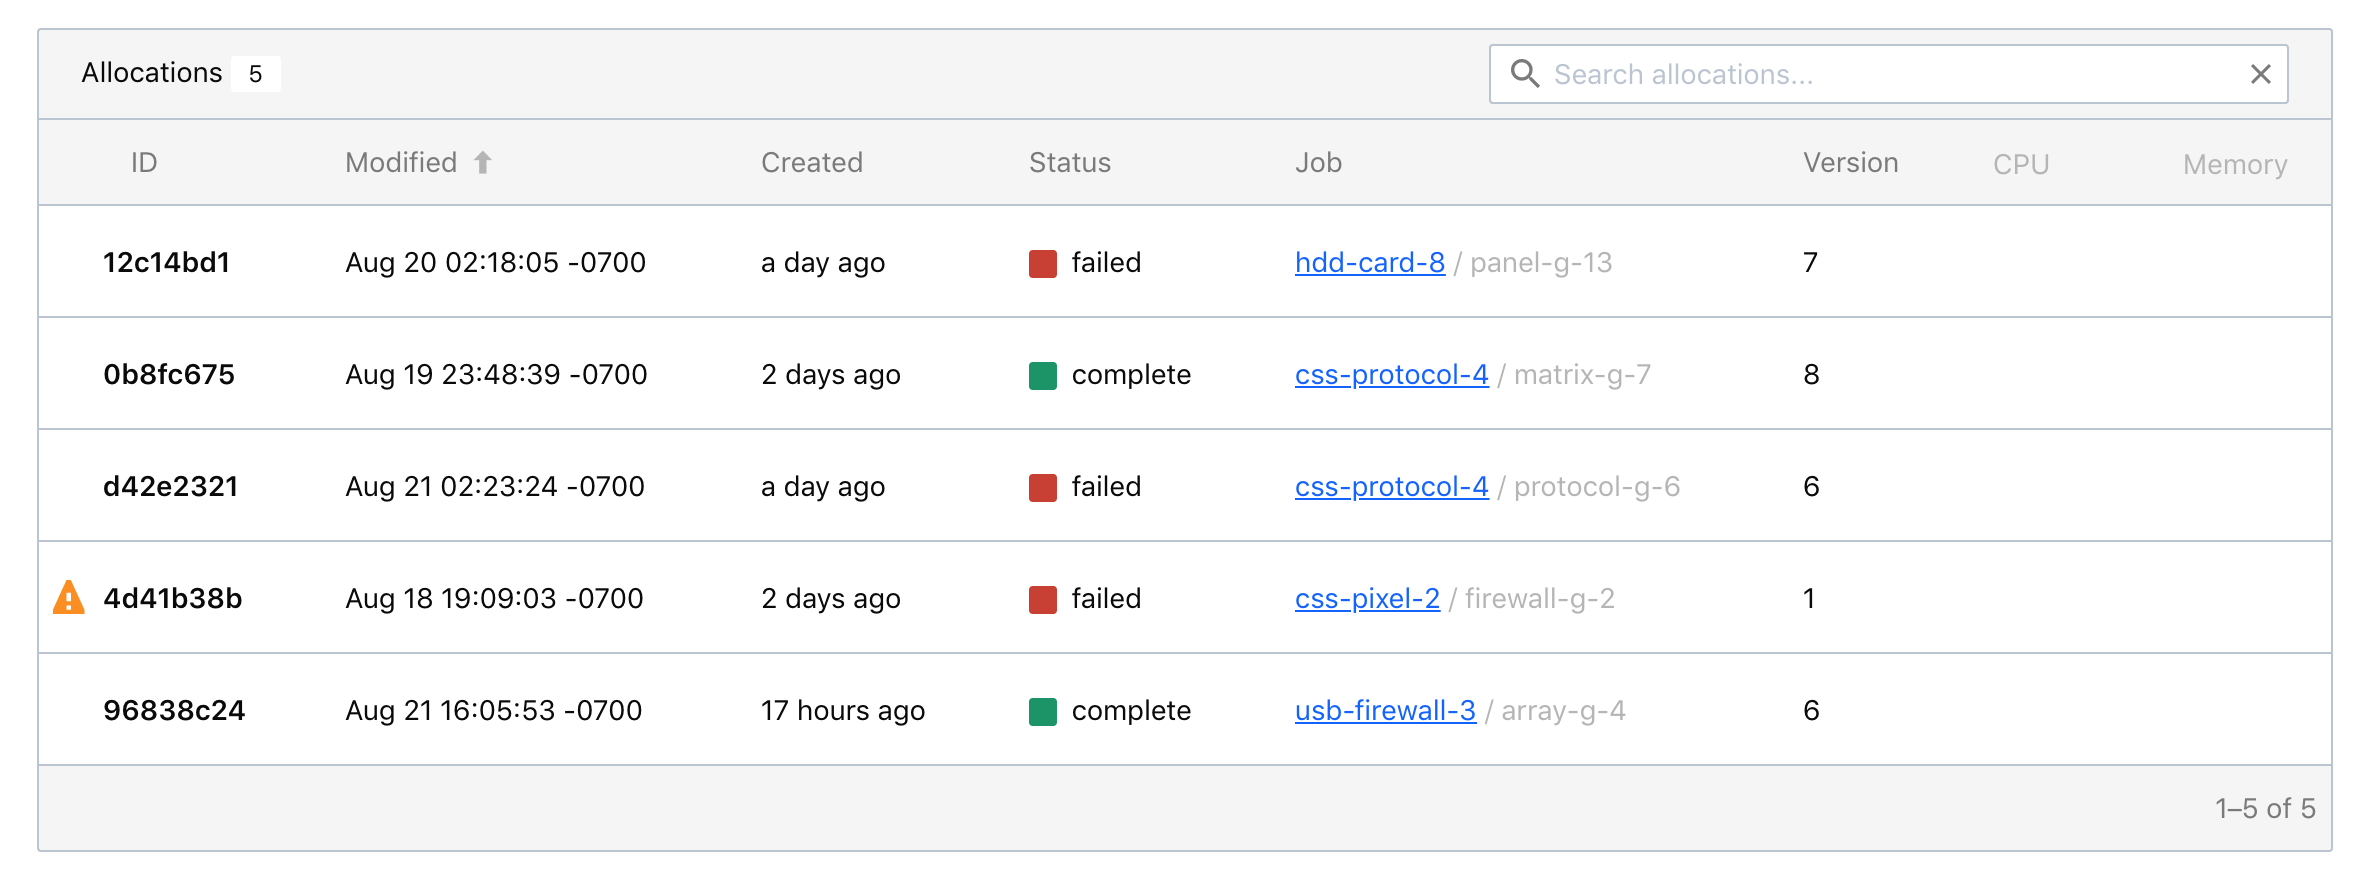 Allocations 5 Search allocations...
ID Modified Created Status Job Version CPU Memory
12c14bd1 Aug 20 02:18:05 -0700 a day ago failed hdd-card-8 / panel-g-13 7
0b8fc675 Aug 19 23:48:39 -0700 2 days ago complete css-protocol-4 / matrix-g-7 8
d42e2321 Aug 21 02:23:24 -0700 a day ago failed css-protocol-4 / protocol-g-6 6
4d41b38b Aug 18 19:09:03 -0700 2 days ago failed css-pixel-2 / firewall-g-2 1
96838c24 Aug 21 16:05:53 -0700 17 hours ago complete usb-firewall-3 / array-g-4 6
1–5 of 5